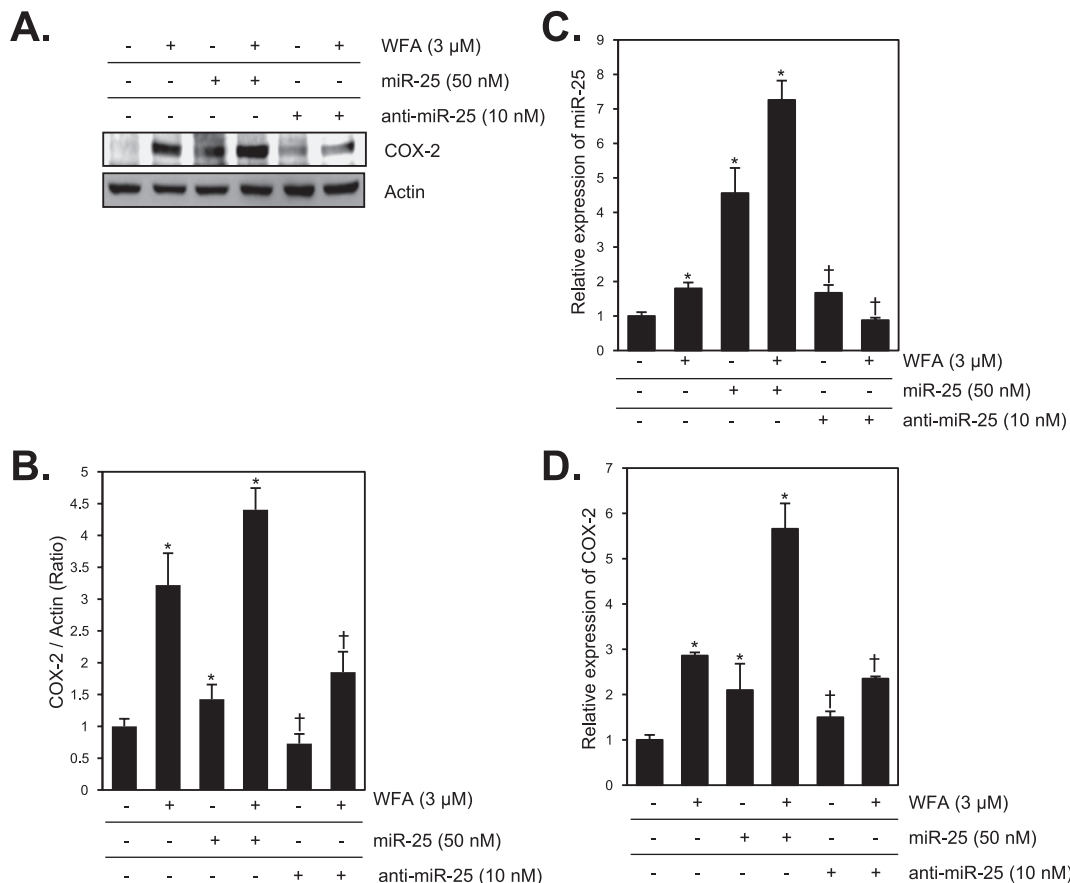 A.
- + - + - + WFA (3 µM)
- - + + - - miR-25 (50 nM)
- - - - + + anti-miR-25 (10 nM)
COX-2
Actin
C.
Relative expression of miR-25
9
8
7
6
5
4
3
2
1
0
*
*
*
*
†
†
- + - + - + WFA (3 µM)
- - + + - - miR-25 (50 nM)
- - - - + + anti-miR-25 (10 nM)
B.
COX-2 / Actin (Ratio)
5
4.5
4
3.5
3
2.5
2
1.5
1
0.5
0
*
*
*
†
†
- + - + - + WFA (3 µM)
- - + + - - miR-25 (50 nM)
- - - - + + anti-miR-25 (10 nM)
D.
Relative expression of COX-2
7
6
5
4
3
2
1
0
*
*
*
†
†
- + - + - + WFA (3 µM)
- - + + - - miR-25 (50 nM)
- - - - + + anti-miR-25 (10 nM)